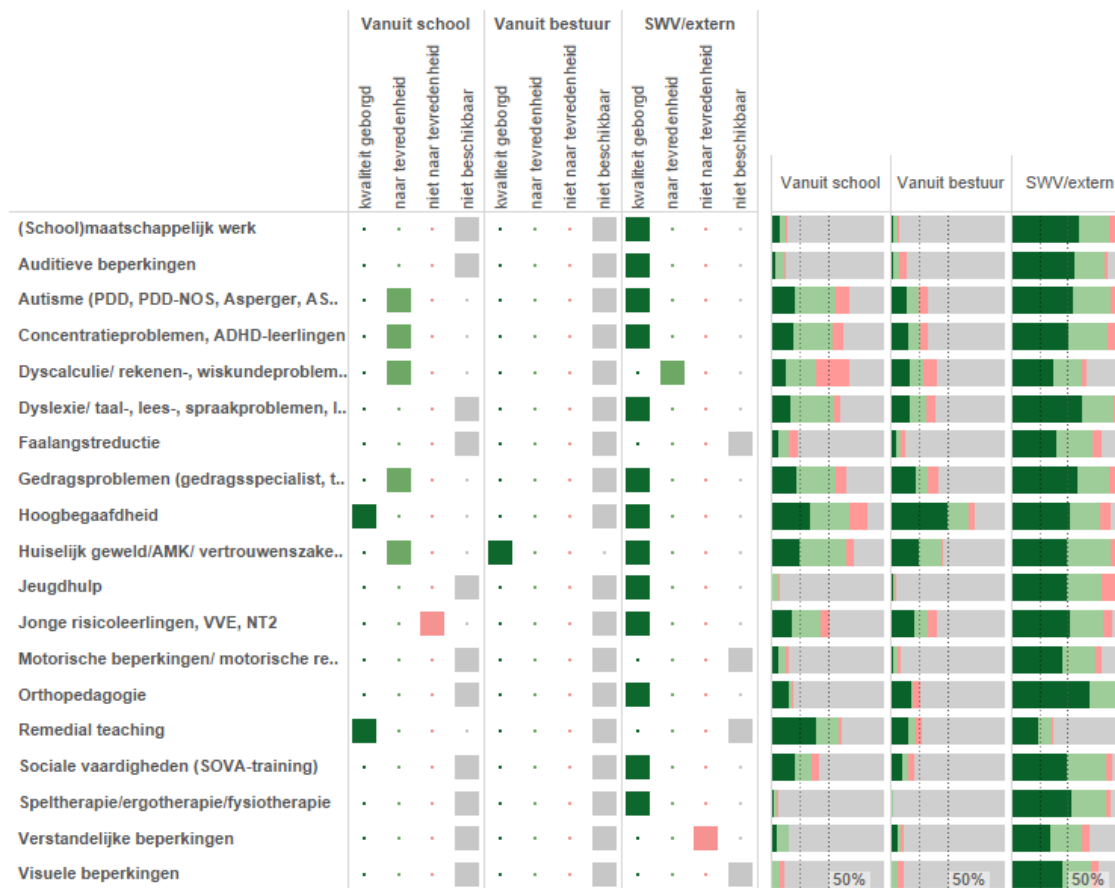 Vanuit school Vanuit bestuur SWV/extern
kwaliteit geborgd
naar tevredenheid
niet naar tevredenheid
niet beschikbaar
kwaliteit geborgd
naar tevredenheid
niet naar tevredenheid
niet beschikbaar
kwaliteit geborgd
naar tevredenheid
niet naar tevredenheid
niet beschikbaar
Vanuit school Vanuit bestuur SWV/extern
(School)maatschappelijk werk
Auditieve beperkingen
Autisme (PDD, PDD-NOS, Asperger, AS..
Concentratieproblemen, ADHD-leerlingen
Dyscalculie/ rekenen-, wiskundeproblem..
Dyslexie/ taal-, lees-, spraakproblemen, l..
Faalangstreductie
Gedragsproblemen (gedragsspecialist, t..
Hoogbegaafdheid
Huiselijk geweld/AMK/ vertrouwenszake..
Jeugdhulp
Jonge risicoleerlingen, VVE, NT2
Motorische beperkingen/ motorische re..
Orthopedagogie
Remedial teaching
Sociale vaardigheden (SOVA-training)
Speltherapie/ergotherapie/fysiotherapie
Verstandelijke beperkingen
Visuele beperkingen
50% 50% 50%